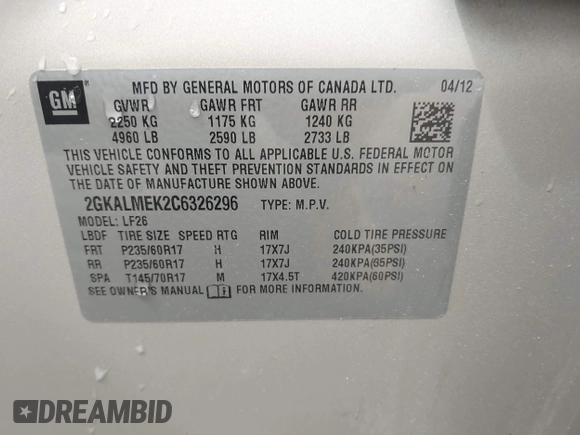 GM
MFD BY GENERAL MOTORS OF CANADA LTD. 04/12
GVWR GAWR FRT GAWR RR
2250 KG 1175 KG 1240 KG
4960 LB 2590 LB 2733 LB
THIS VEHICLE CONFORMS TO ALL APPLICABLE U.S. FEDERAL MOTOR
VEHICLE SAFETY AND THEFT PREVENTION STANDARDS IN EFFECT ON
THE DATE OF MANUFACTURE SHOWN ABOVE.
2GKALMEK2C6326296 TYPE: M.P.V.
MODEL: LF26
LBDF TIRE SIZE SPEED RTG RIM COLD TIRE PRESSURE
FRT P235/60R17 H 17X7J 240KPA(35PSI)
RR P235/60R17 H 17X7J 240KPA(35PSI)
SPA T145/70R17 M 17X4.5T 420KPA(60PSI)
SEE OWNER'S MANUAL FOR MORE INFORMATION.
DREAMBID